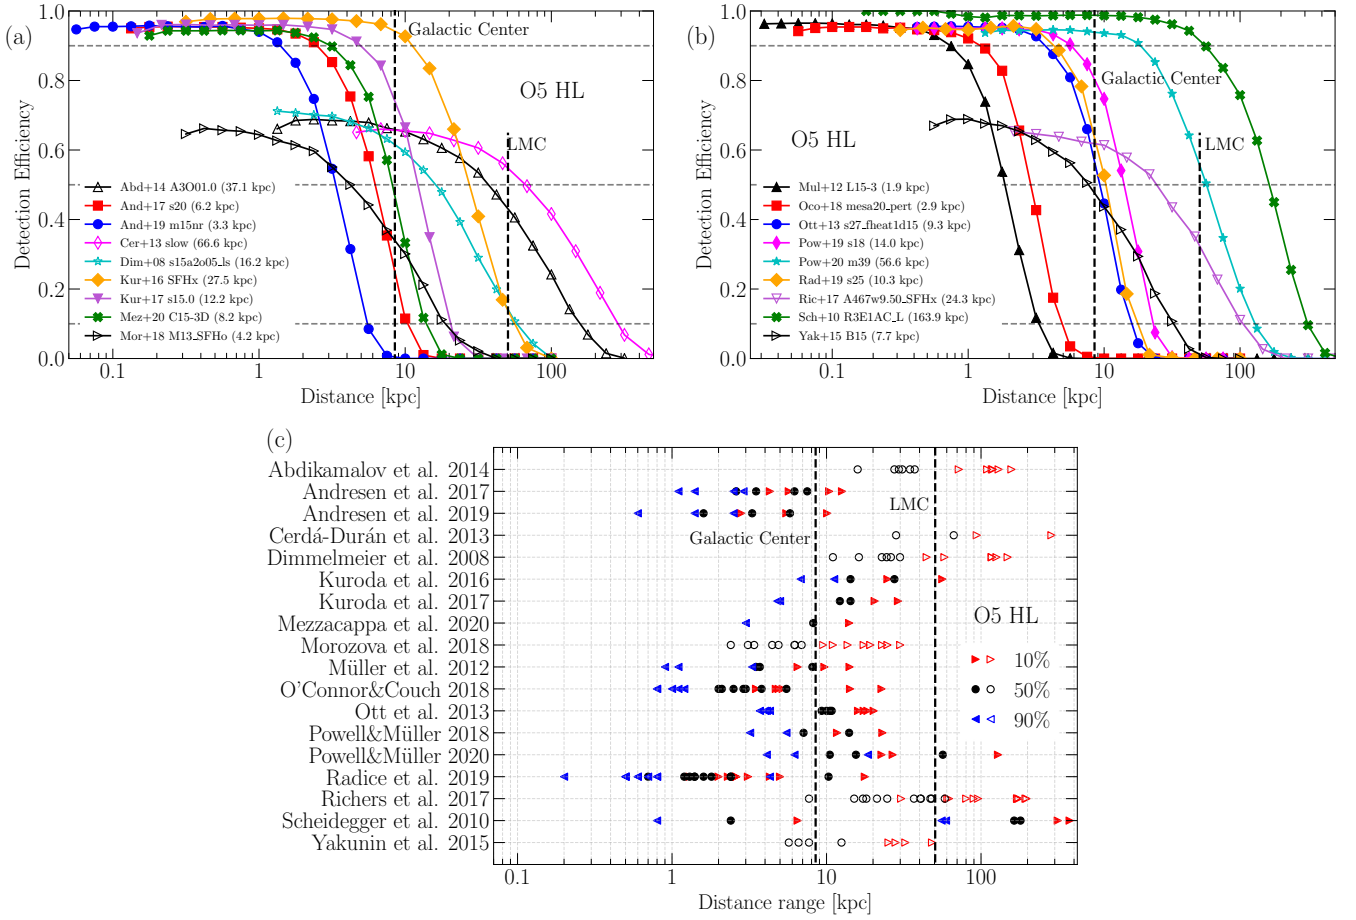 (a)
Detection Efficiency
1.0
0.8
0.6
0.4
0.2
0.0
Galactic Center
O5 HL
LMC
Abd+14 A3O01.0 (37.1 kpc)
And+17 s20 (6.2 kpc)
And+19 m15nr (3.3 kpc)
Cer+13 slow (66.6 kpc)
Dim+08 s15a2o05_ls (16.2 kpc)
Kur+16 SFHx (27.5 kpc)
Kur+17 s15.0 (12.2 kpc)
Mez+20 C15-3D (8.2 kpc)
Mor+18 M13_SFHo (4.2 kpc)
0.1 1 10 100
Distance [kpc]
(b)
Detection Efficiency
1.0
0.8
0.6
0.4
0.2
0.0
Galactic Center
O5 HL
LMC
Mul+12 L15-3 (1.9 kpc)
Oco+18 mesa20_pert (2.9 kpc)
Ott+13 s27_fheat1d15 (9.3 kpc)
Pow+19 s18 (14.0 kpc)
Pow+20 m39 (56.6 kpc)
Rad+19 s25 (10.3 kpc)
Ric+17 A467w9.50_SFHx (24.3 kpc)
Sch+10 R3E1AC_L (163.9 kpc)
Yak+15 B15 (7.7 kpc)
0.1 1 10 100
Distance [kpc]
(c)
Abdikamalov et al. 2014
Andresen et al. 2017
Andresen et al. 2019
Cerdá-Durán et al. 2013
Dimmelmeier et al. 2008
Kuroda et al. 2016
Kuroda et al. 2017
Mezzacappa et al. 2020
Morozova et al. 2018
Müller et al. 2012
O'Connor&Couch 2018
Ott et al. 2013
Powell&Müller 2018
Powell&Müller 2020
Radice et al. 2019
Richers et al. 2017
Scheidegger et al. 2010
Yakunin et al. 2015
LMC
Galactic Center
O5 HL
10%
50%
90%
0.1 1 10 100
Distance range [kpc]